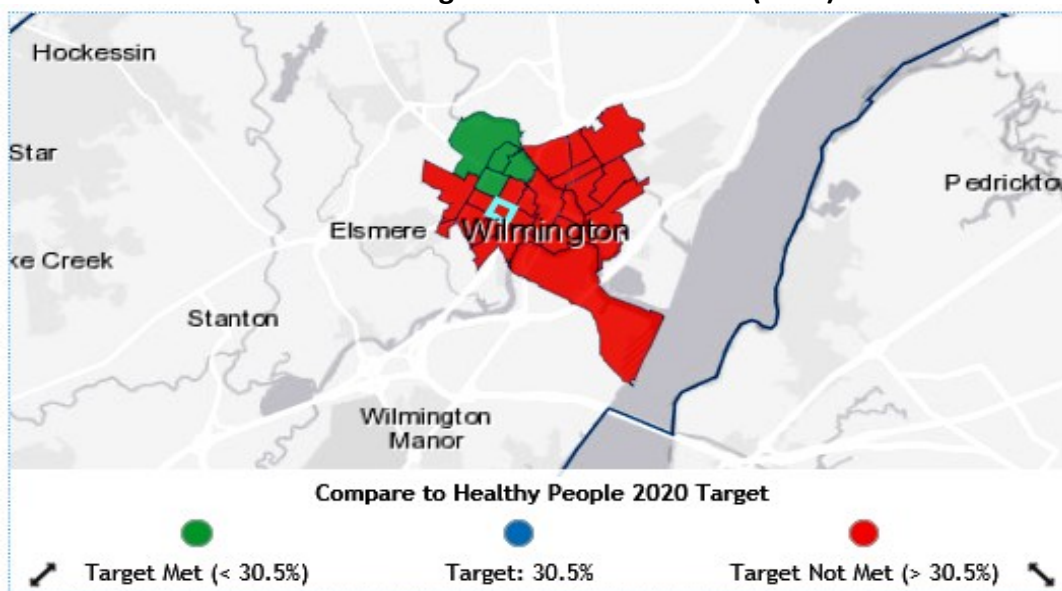 Hockessin
Star
Pedrickto
Elsmere
Wilmington
ke Creek
Stanton
Wilmington
Manor
Compare to Healthy People 2020 Target
Target Met (< 30.5%)
Target: 30.5%
Target Not Met (> 30.5%)